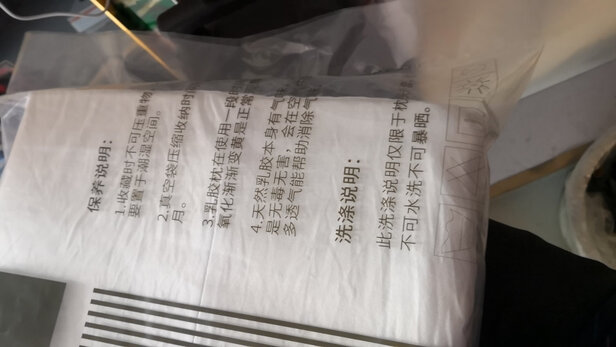 保养说明：
1.收藏时不可压重物
要置于潮湿空间。
2.真空袋压缩收纳时
月。
3.乳胶枕在使用一段
氧化渐渐变黄是正常
4.天然乳胶本身有气味
是无毒无害，会在空
多透气能帮助消除气
洗涤说明：
此洗涤说明仅限于枕
不可水洗不可暴晒。